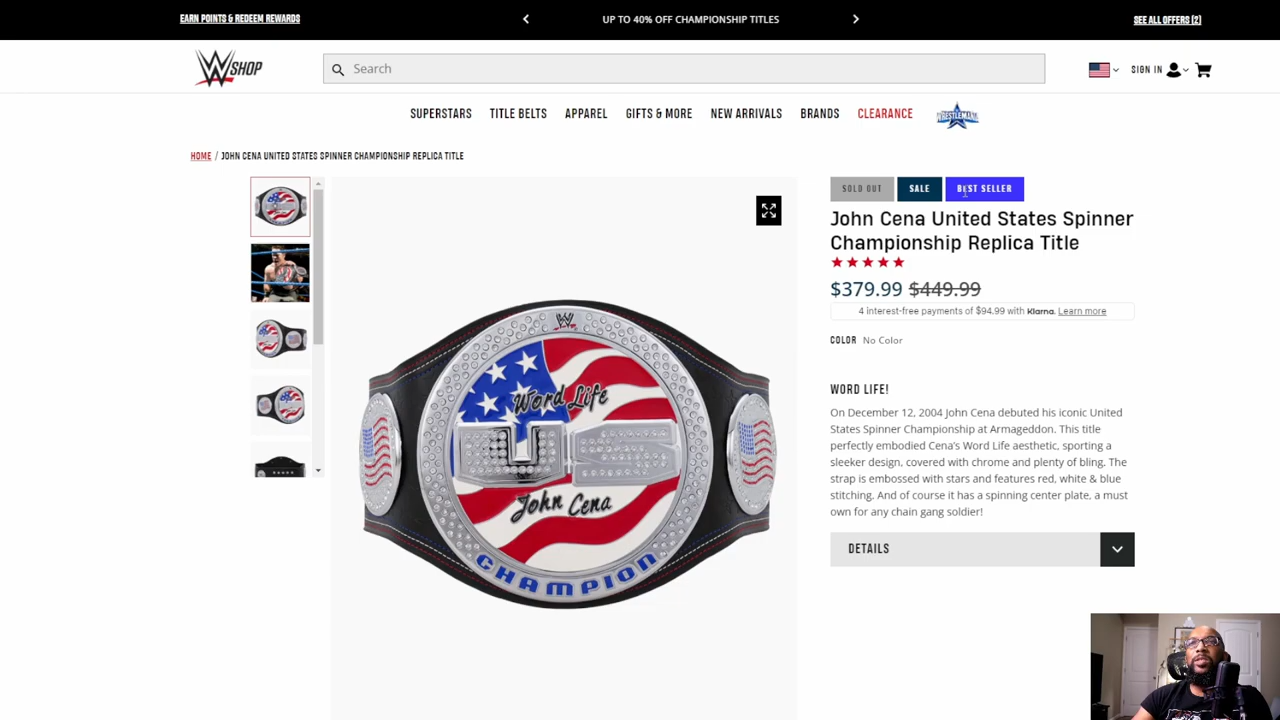 EARN POINTS & REDEEM REWARDS
UP TO 40% OFF CHAMPIONSHIP TITLES
SEE ALL OFFERS (2)
W SHOP
Search
SIGN IN
SUPERSTARS
TITLE BELTS
APPAREL
GIFTS & MORE
NEW ARRIVALS
BRANDS
CLEARANCE
WRESTLEMANIA
HOME / JOHN CENA UNITED STATES SPINNER CHAMPIONSHIP REPLICA TITLE
SOLD OUT
SALE
BEST SELLER
John Cena United States Spinner
Championship Replica Title
$379.99 $449.99
4 interest-free payments of $94.99 with Klarna. Learn more
COLOR No Color
WORD LIFE!
On December 12, 2004 John Cena debuted his iconic United
States Spinner Championship at Armageddon. This title
perfectly embodied Cena's Word Life aesthetic, sporting a
sleeker design, covered with chrome and plenty of bling. The
strap is embossed with stars and features red, white & blue
stitching. And of course it has a spinning center plate, a must
own for any chain gang soldier!
DETAILS
W
Word Life
US
John Cena
CHAMPION